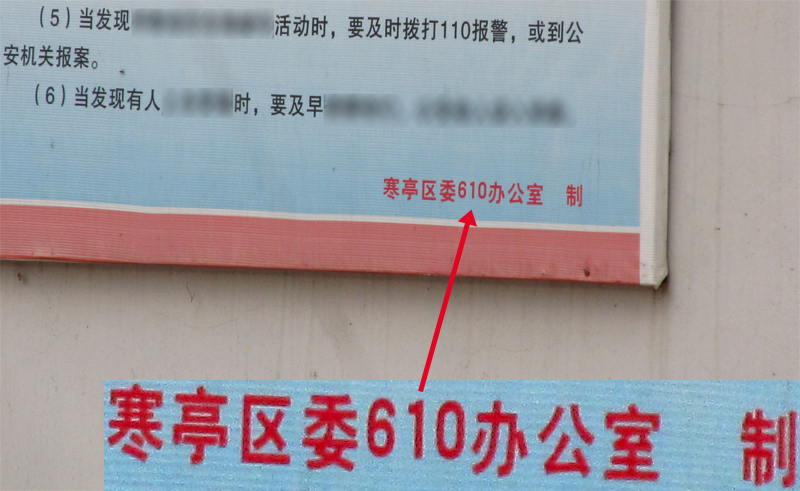 （5）当发现 活动时，要及时拨打110报警，或到公
安机关报案。
（6）当发现有人 时，要及早
寒亭区委610办公室　制
寒亭区委610办公室　制